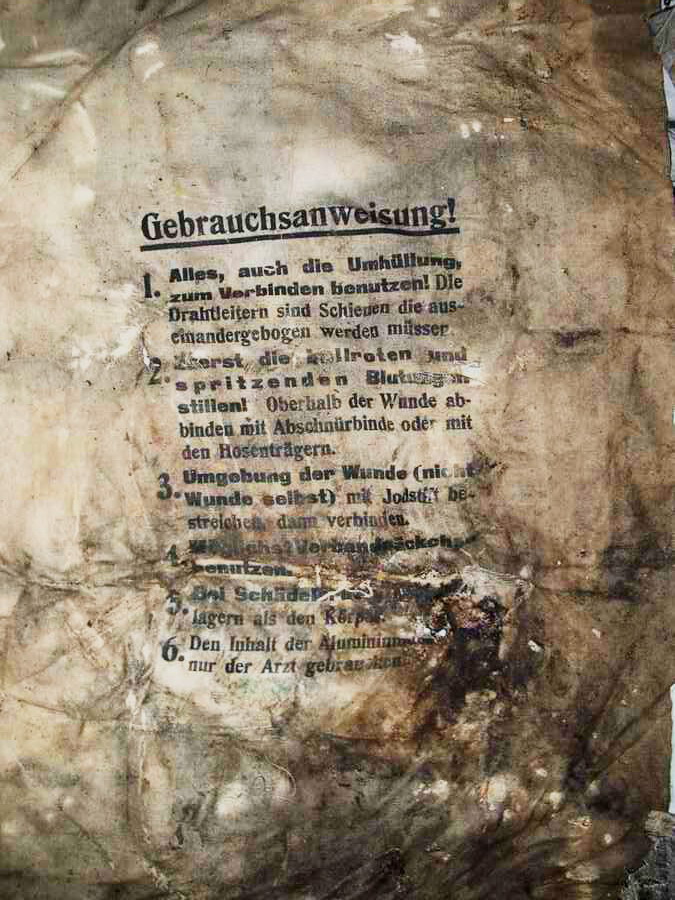 Gebrauchsanweisung!
1. Alles, auch die Umhüllung,
zum Verbinden benutzen! Die
Drahtleitern sind Schienen die aus-
einandergebogen werden müssen
2. Zuerst die hellroten und
spritzenden Blutungen
stillen! Oberhalb der Wunde ab-
binden mit Abschnürbinde oder mit
den Hosenträgern.
3. Umgebung der Wunde (nicht
Wunde selbst) mit Jodstift be-
streichen, dann verbinden.
4. Möglichst Verbandpäckchen
benutzen.
5. Bei
lagern als den Körper.
6. Den Inhalt der
nur der Arzt gebrauchen.